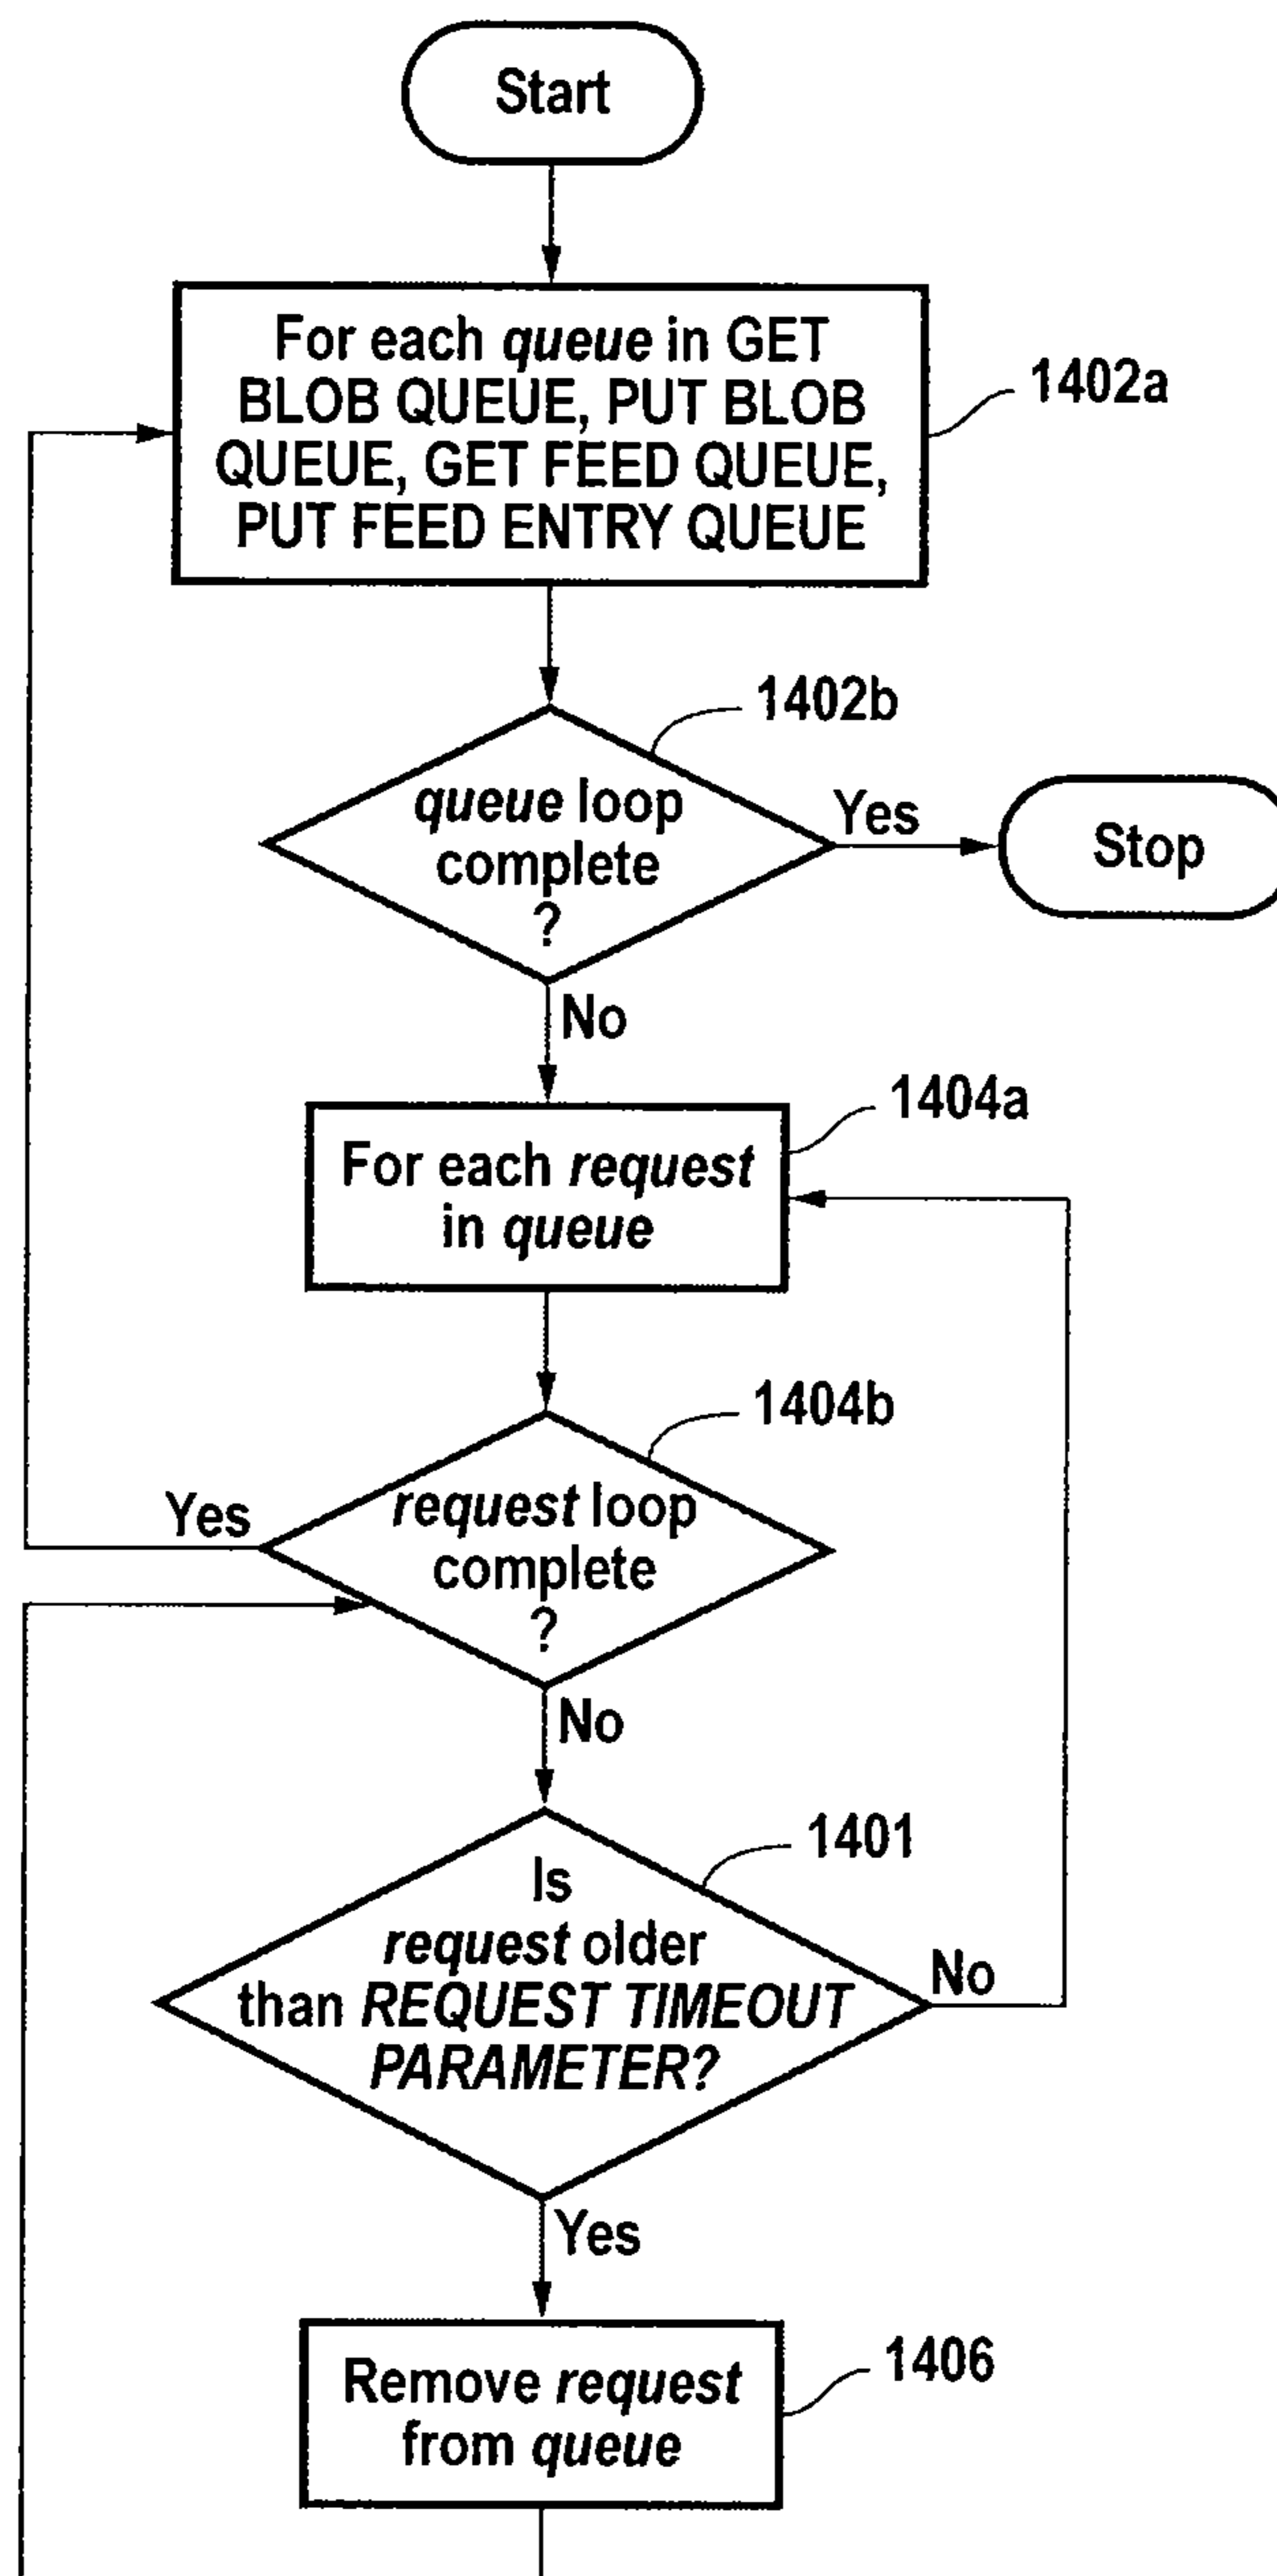 Start
For each queue in GET
BLOB QUEUE, PUT BLOB
QUEUE, GET FEED QUEUE,
PUT FEED ENTRY QUEUE
1402a
1402b
queue loop
complete
?
Yes
Stop
No
1404a
For each request
in queue
1404b
Yes
request loop
complete
?
No
1401
Is
request older
than REQUEST TIMEOUT
PARAMETER?
No
Yes
1406
Remove request
from queue